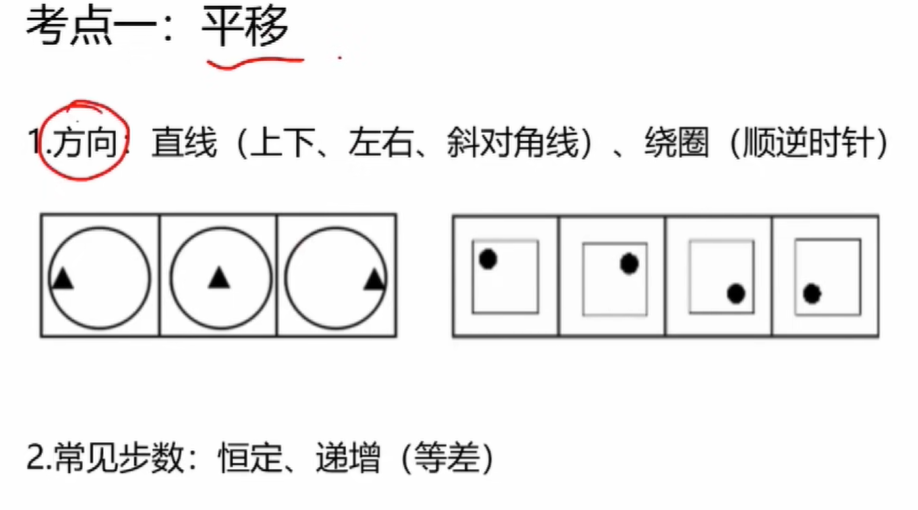 考点一：平移
1.方向：直线（上下、左右、斜对角线）、绕圈（顺逆时针）
2.常见步数：恒定、递增（等差）